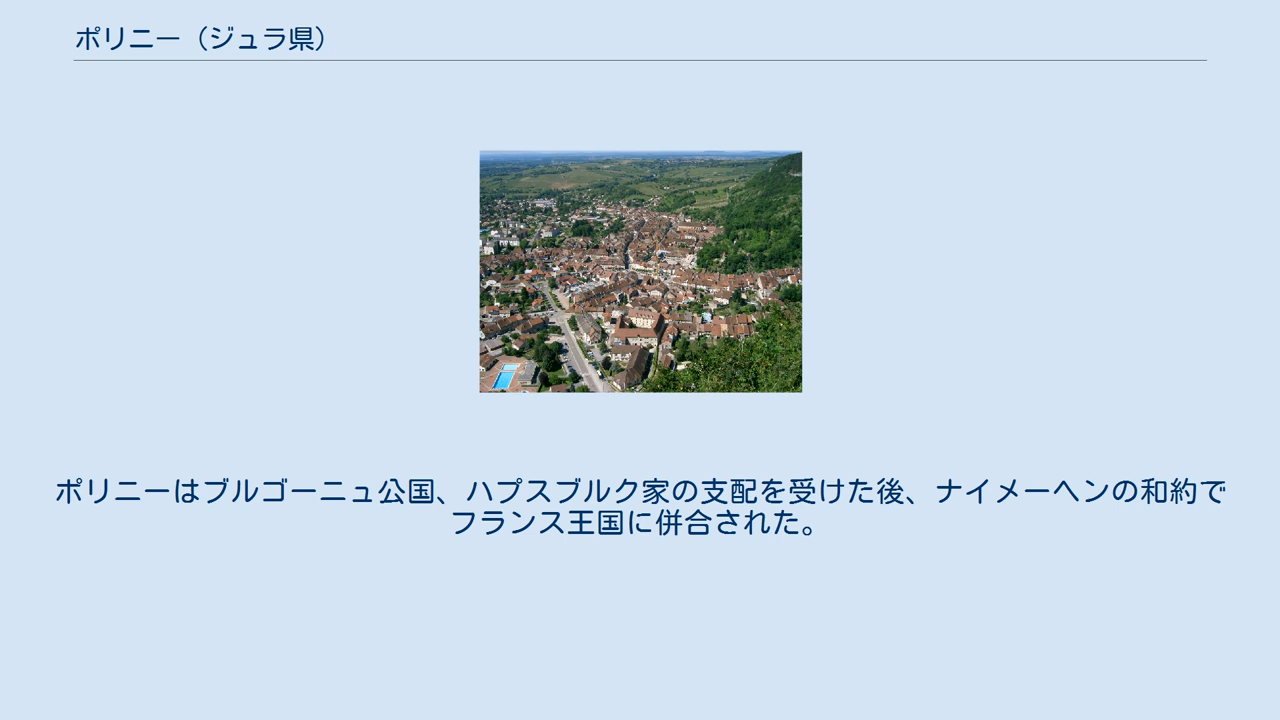 ポリニー（ジュラ県）
ポリニーはブルゴーニュ公国、ハプスブルク家の支配を受けた後、ナイメーヘンの和約で
フランス王国に併合された。